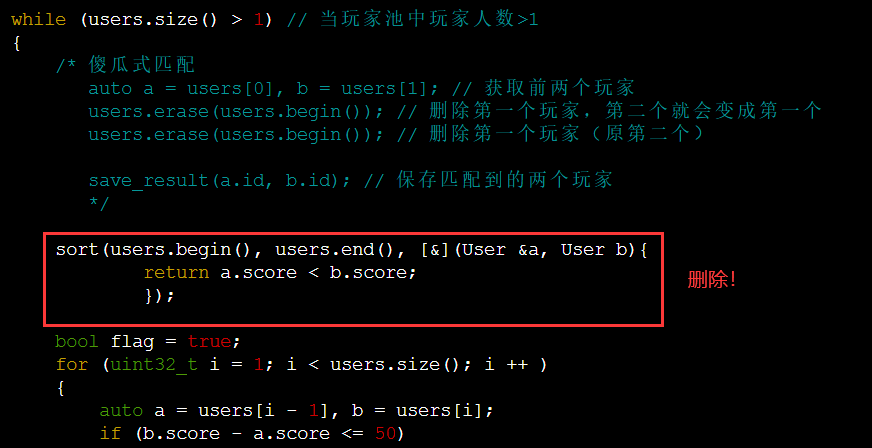 while (users.size() > 1) // 当玩家池中玩家人数>1
{
    /* 傻瓜式匹配
       auto a = users[0], b = users[1]; // 获取前两个玩家
       users.erase(users.begin()); // 删除第一个玩家, 第二个就会变成第一个
       users.erase(users.begin()); // 删除第一个玩家（原第二个）

       save_result(a.id, b.id); // 保存匹配到的两个玩家
       */

    sort(users.begin(), users.end(), [&](User &a, User b){
            return a.score < b.score;
            });
删除!
    bool flag = true;
    for (uint32_t i = 1; i < users.size(); i ++ )
    {
        auto a = users[i - 1], b = users[i];
        if (b.score - a.score <= 50)